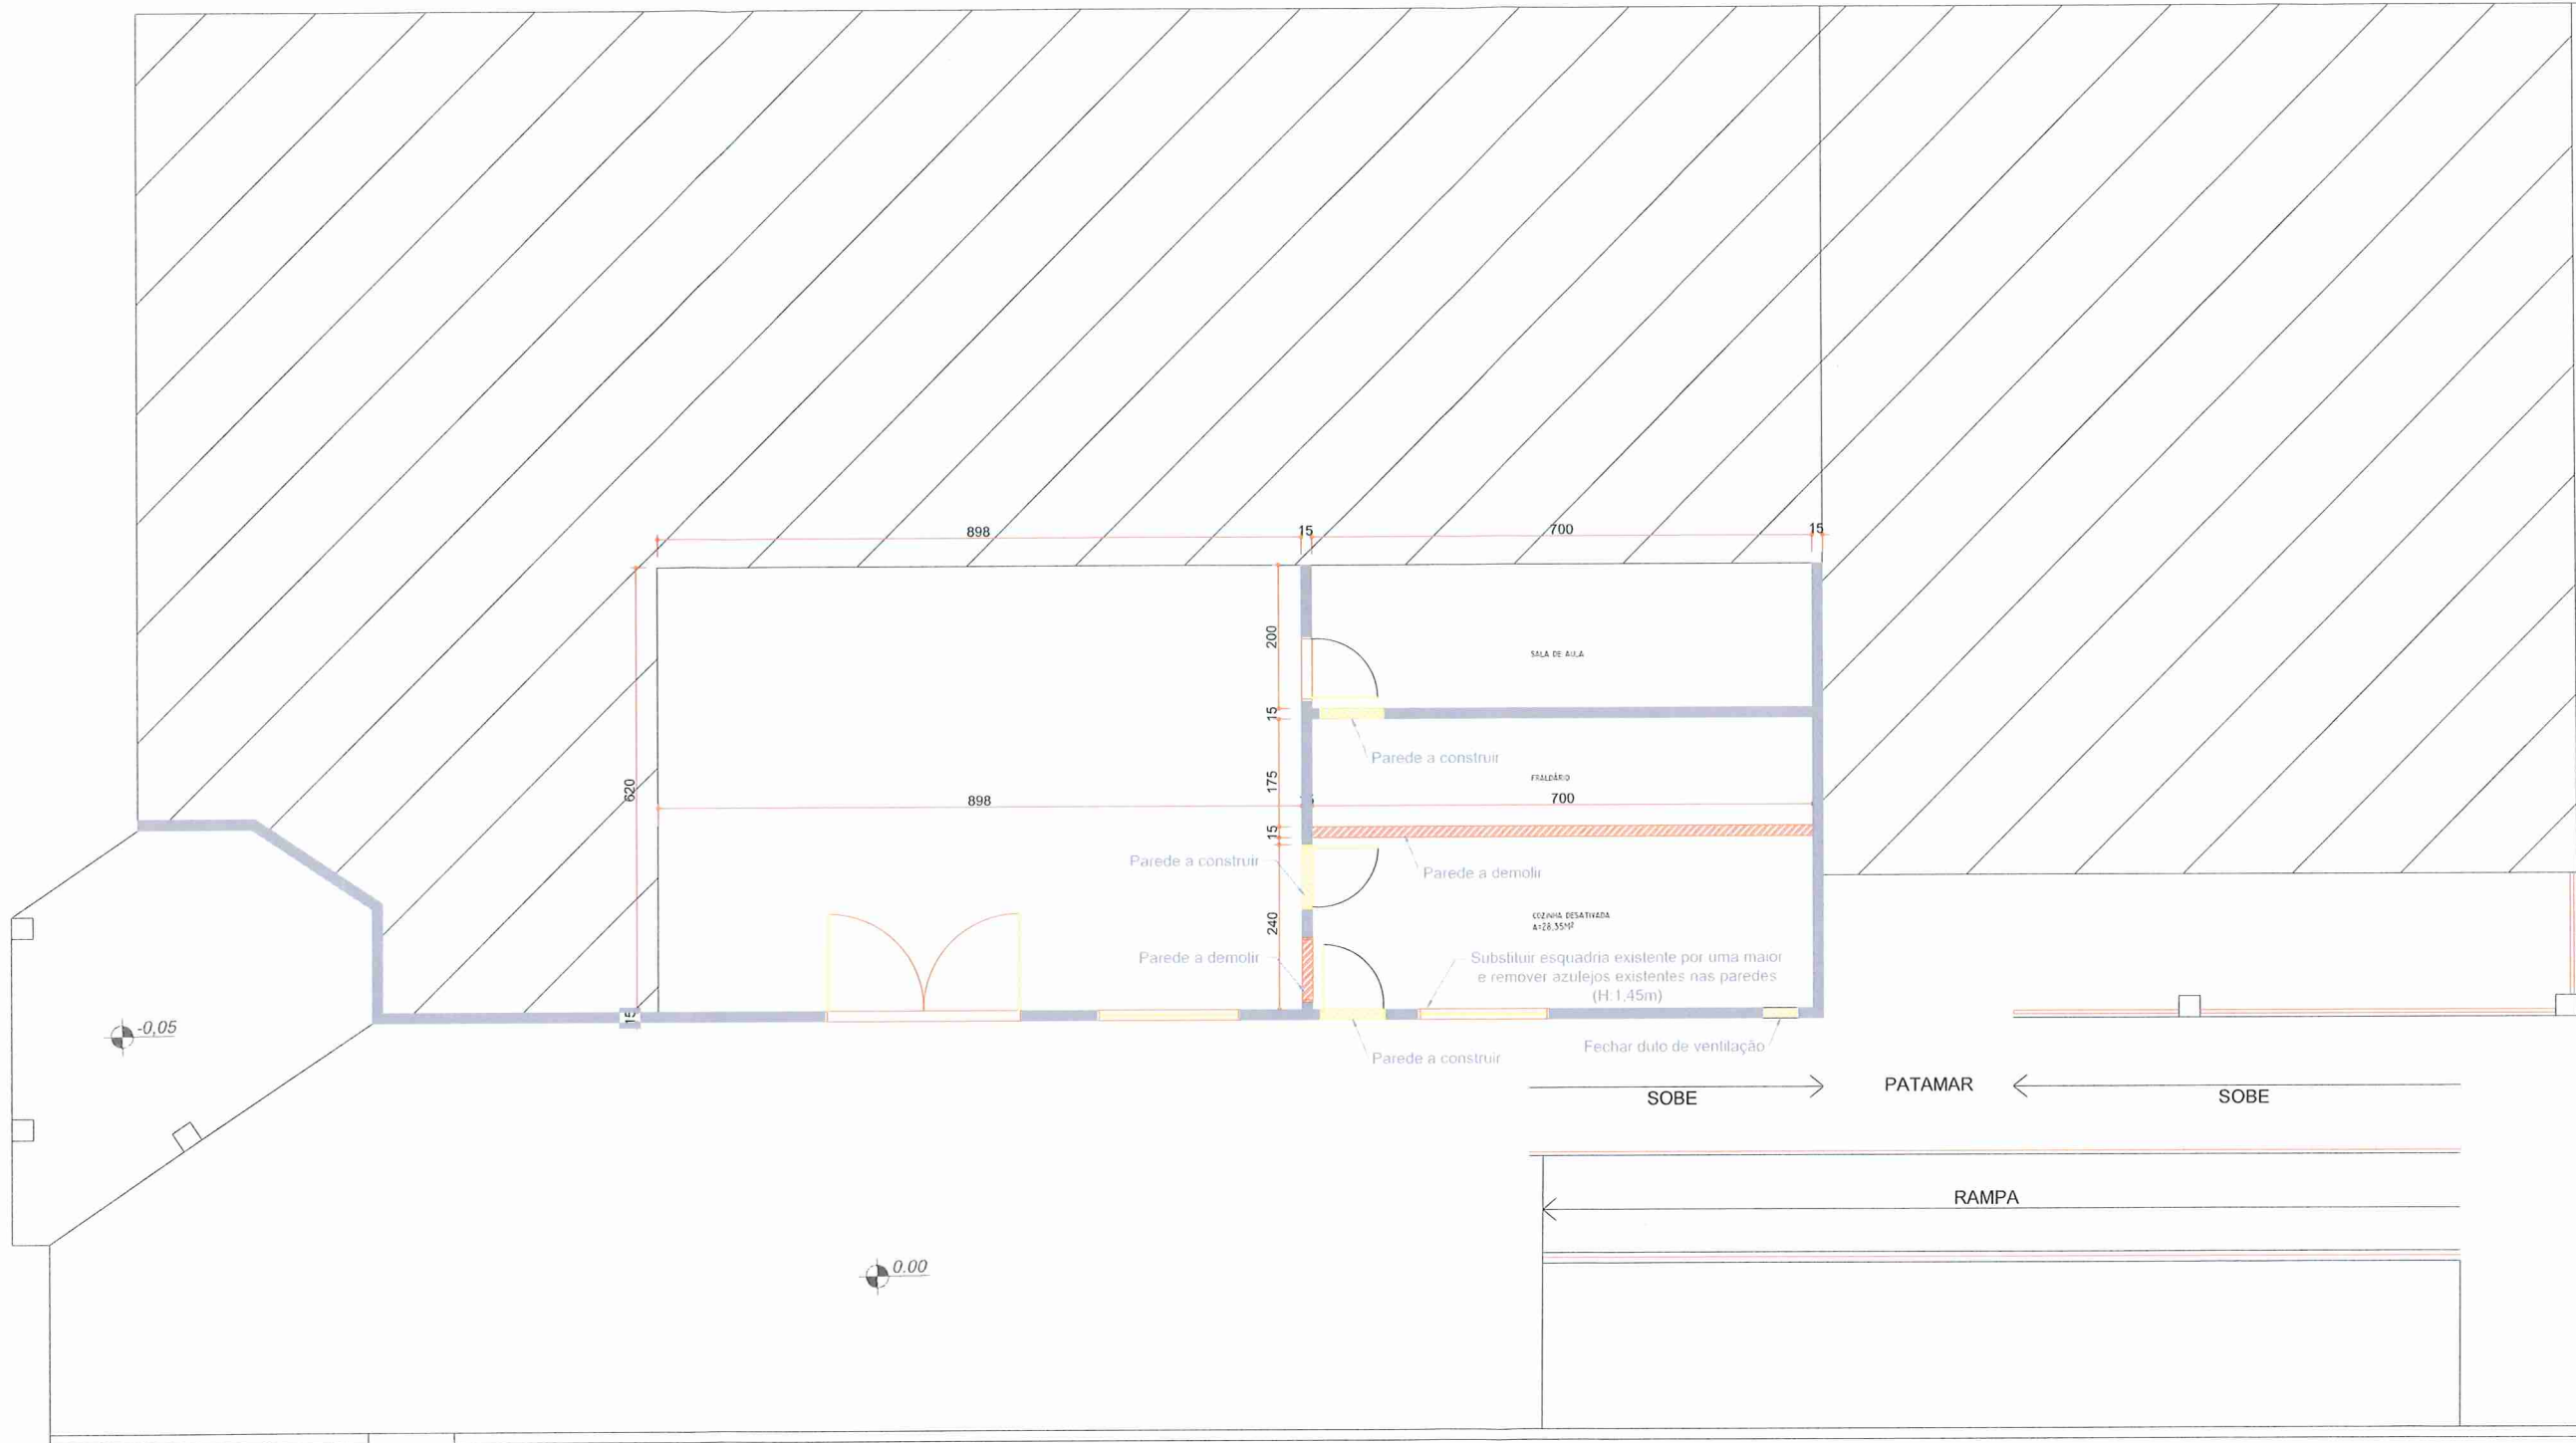 898
15
700
15
200
SALA DE AULA
15
Parede a construir
175
FRALDÁRIO
620
898
700
15
Parede a construir
Parede a demolir
240
COZINHA DESATIVADA
A=28,35M²
Parede a demolir
Substituir esquadria existente por uma maior
e remover azulejos existentes nas paredes
(H:1,45m)
15
-0,05
Parede a construir
Fechar duto de ventilação
SOBE
PATAMAR
SOBE
RAMPA
0.00